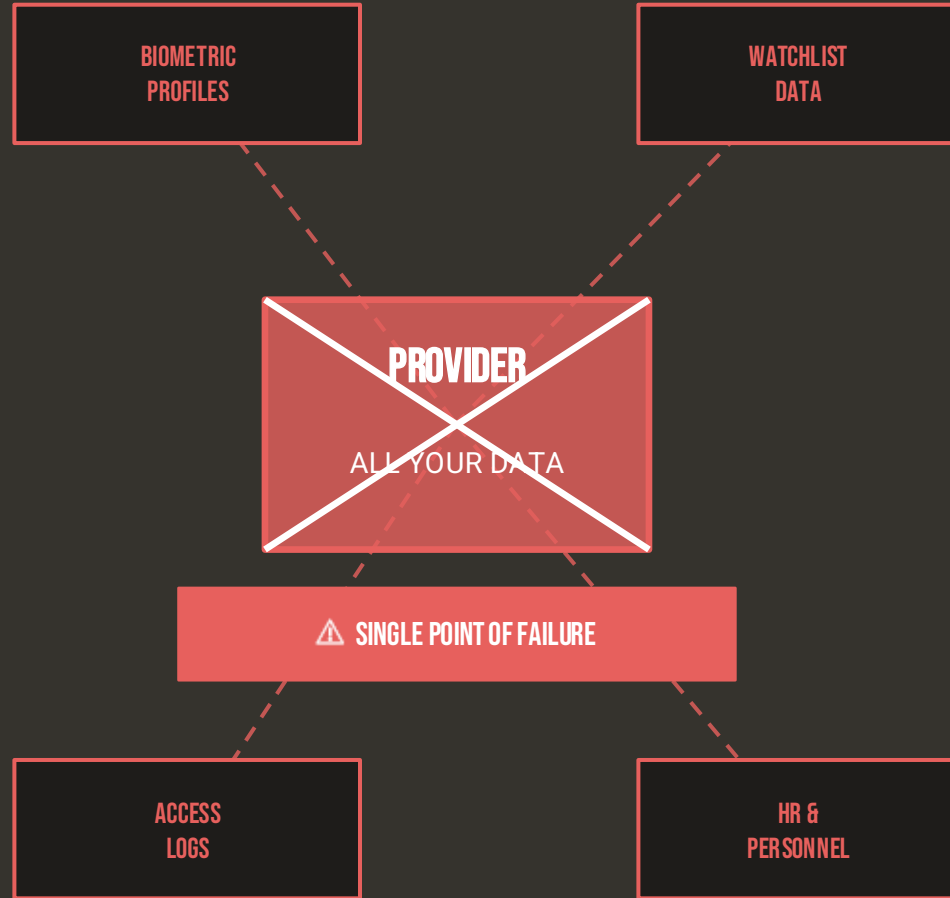 BIOMETRIC
PROFILES
WATCHLIST
DATA
PROVIDER
ALL YOUR DATA
⚠ SINGLE POINT OF FAILURE
ACCESS
LOGS
HR &
PERSONNEL